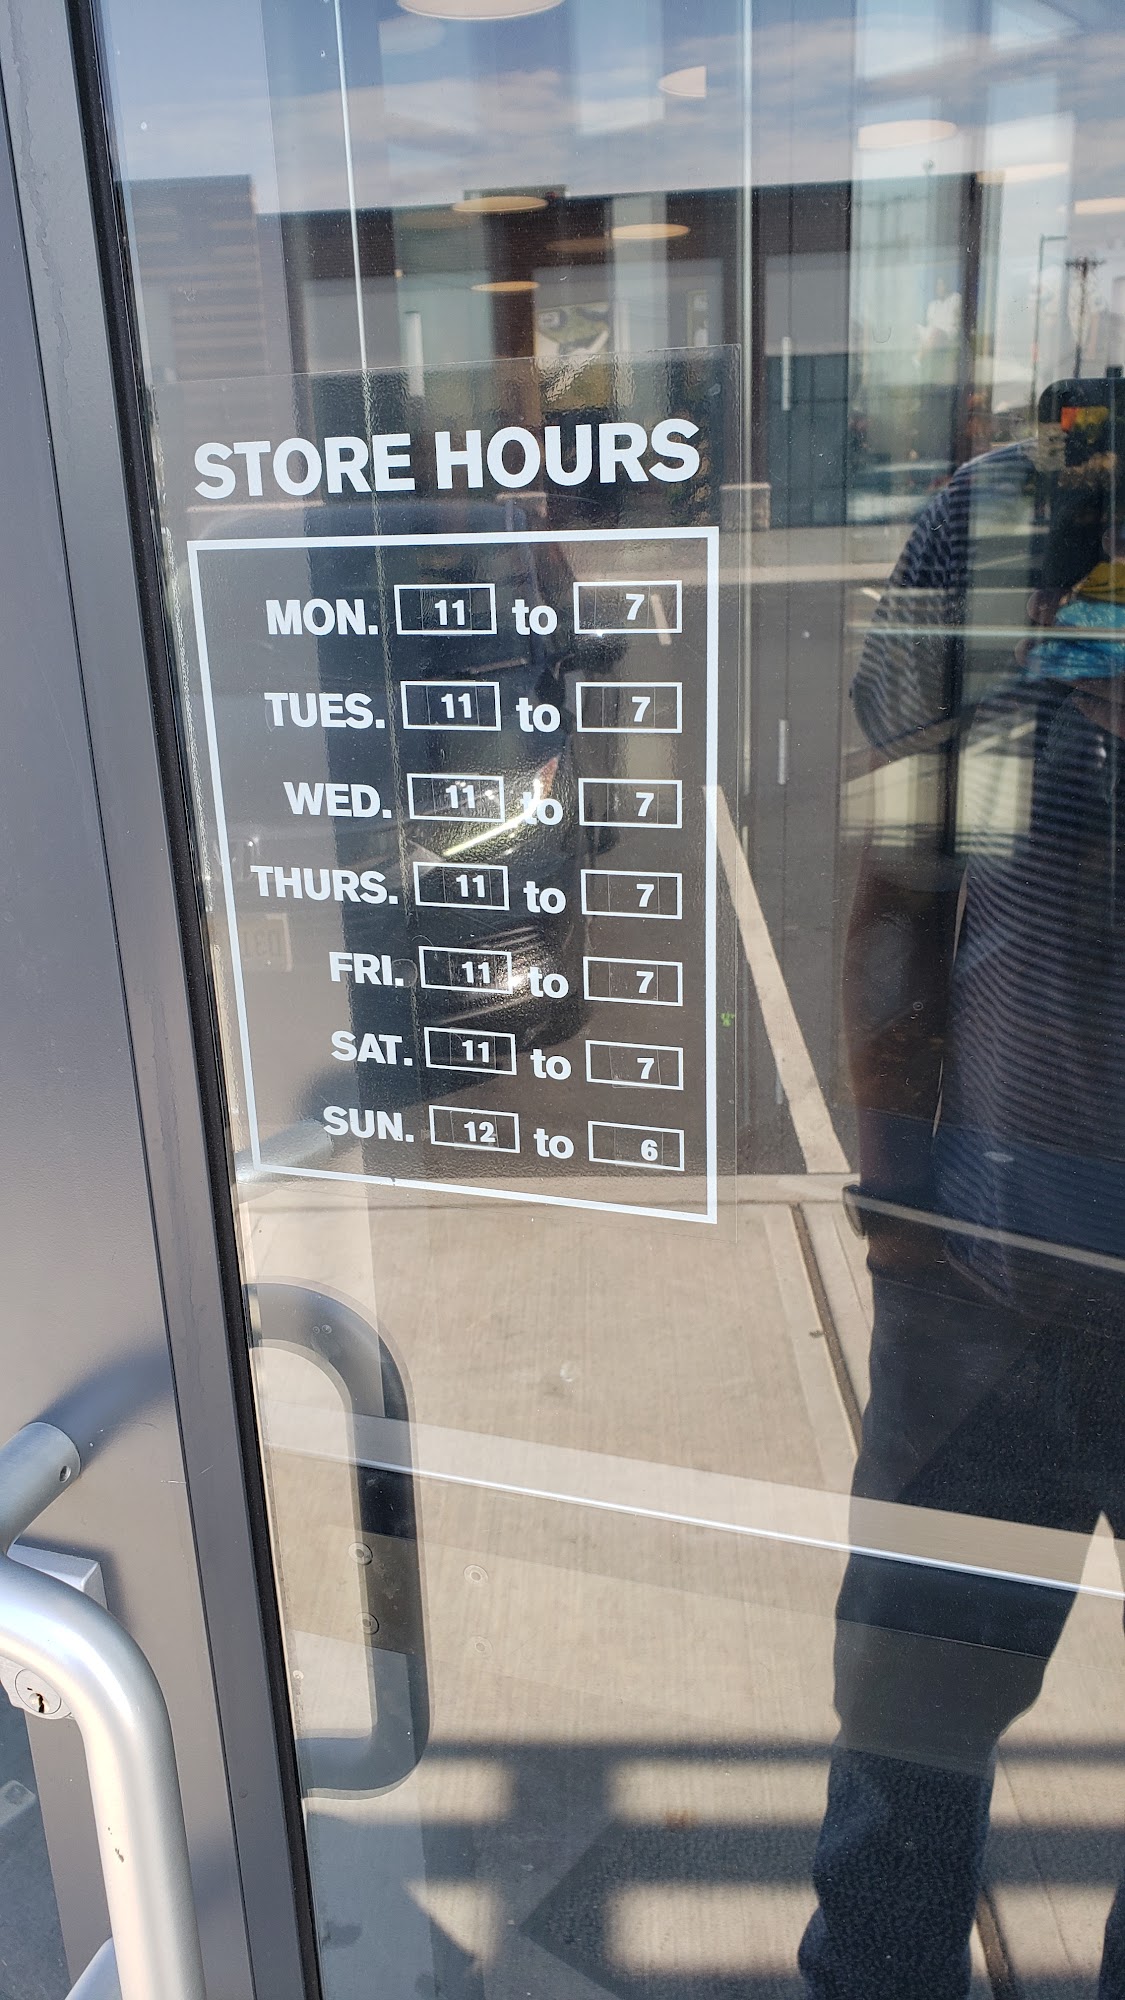 STORE HOURS
MON. 11 to 7
TUES. 11 to 7
WED. 11 to 7
THURS. 11 to 7
FRI. 11 to 7
SAT. 11 to 7
SUN. 12 to 6